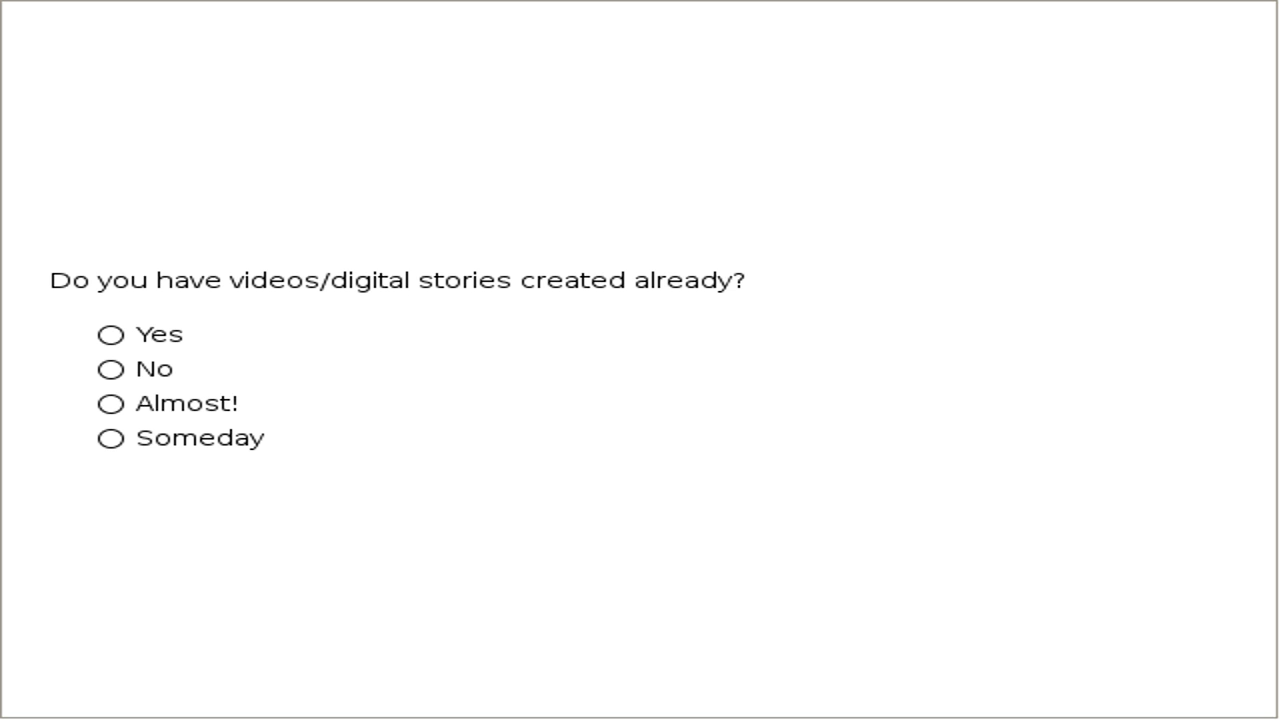 Do you have videos/digital stories created already?
Yes
No
Almost!
Someday